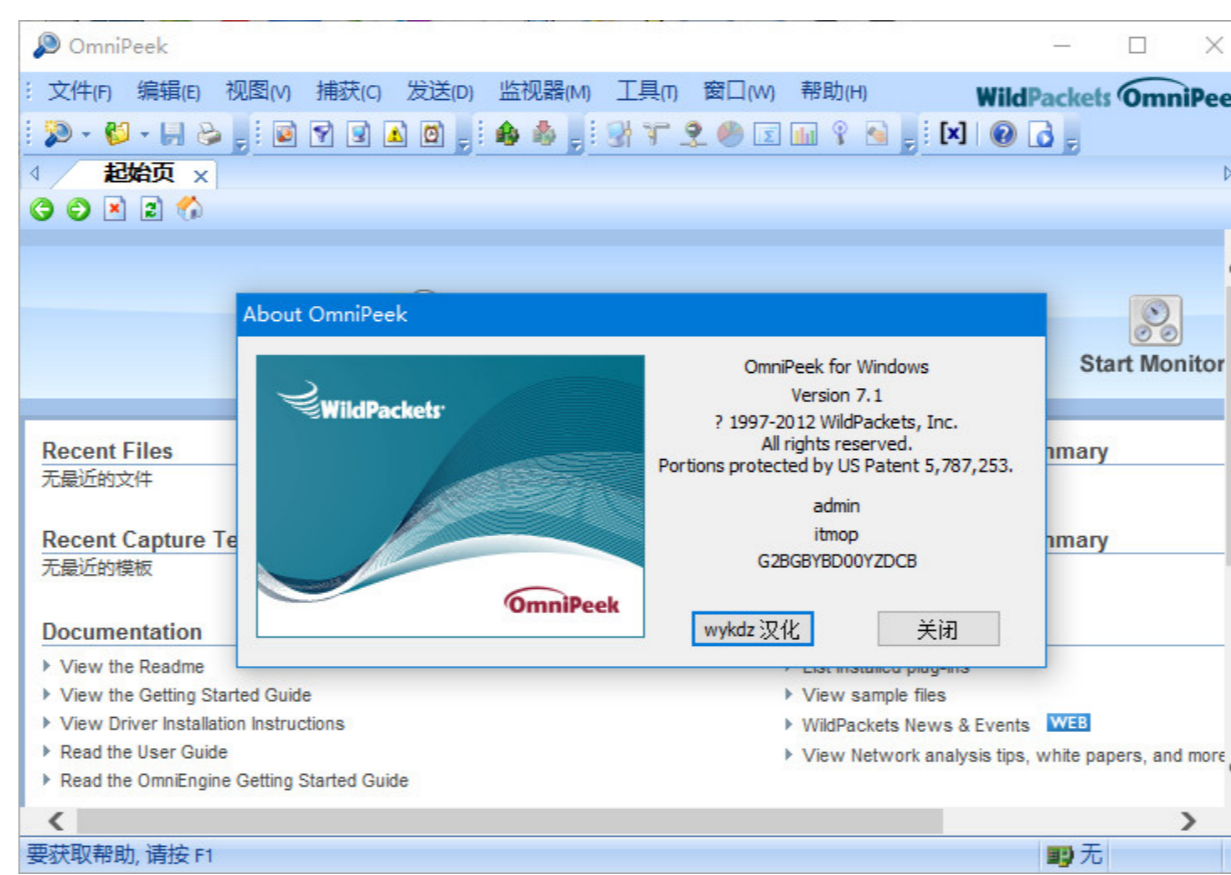 OmniPeek
文件(F) 编辑(E) 视图(V) 捕获(C) 发送(D) 监视器(M) 工具(T) 窗口(W) 帮助(H)
WildPackets OmniPee
起始页
Start Monitor
About OmniPeek
WildPackets
OmniPeek
OmniPeek for Windows
Version 7.1
? 1997-2012 WildPackets, Inc.
All rights reserved.
Portions protected by US Patent 5,787,253.
admin
itmop
G2BGBYBD00YZDCB
wykdz 汉化
关闭
Recent Files
无最近的文件
Recent Capture Te
无最近的模板
Documentation
View the Readme
View the Getting Started Guide
View Driver Installation Instructions
Read the User Guide
Read the OmniEngine Getting Started Guide
mmary
mmary
List installed plug-ins
View sample files
WildPackets News & Events WEB
View Network analysis tips, white papers, and more
要获取帮助, 请按 F1
无